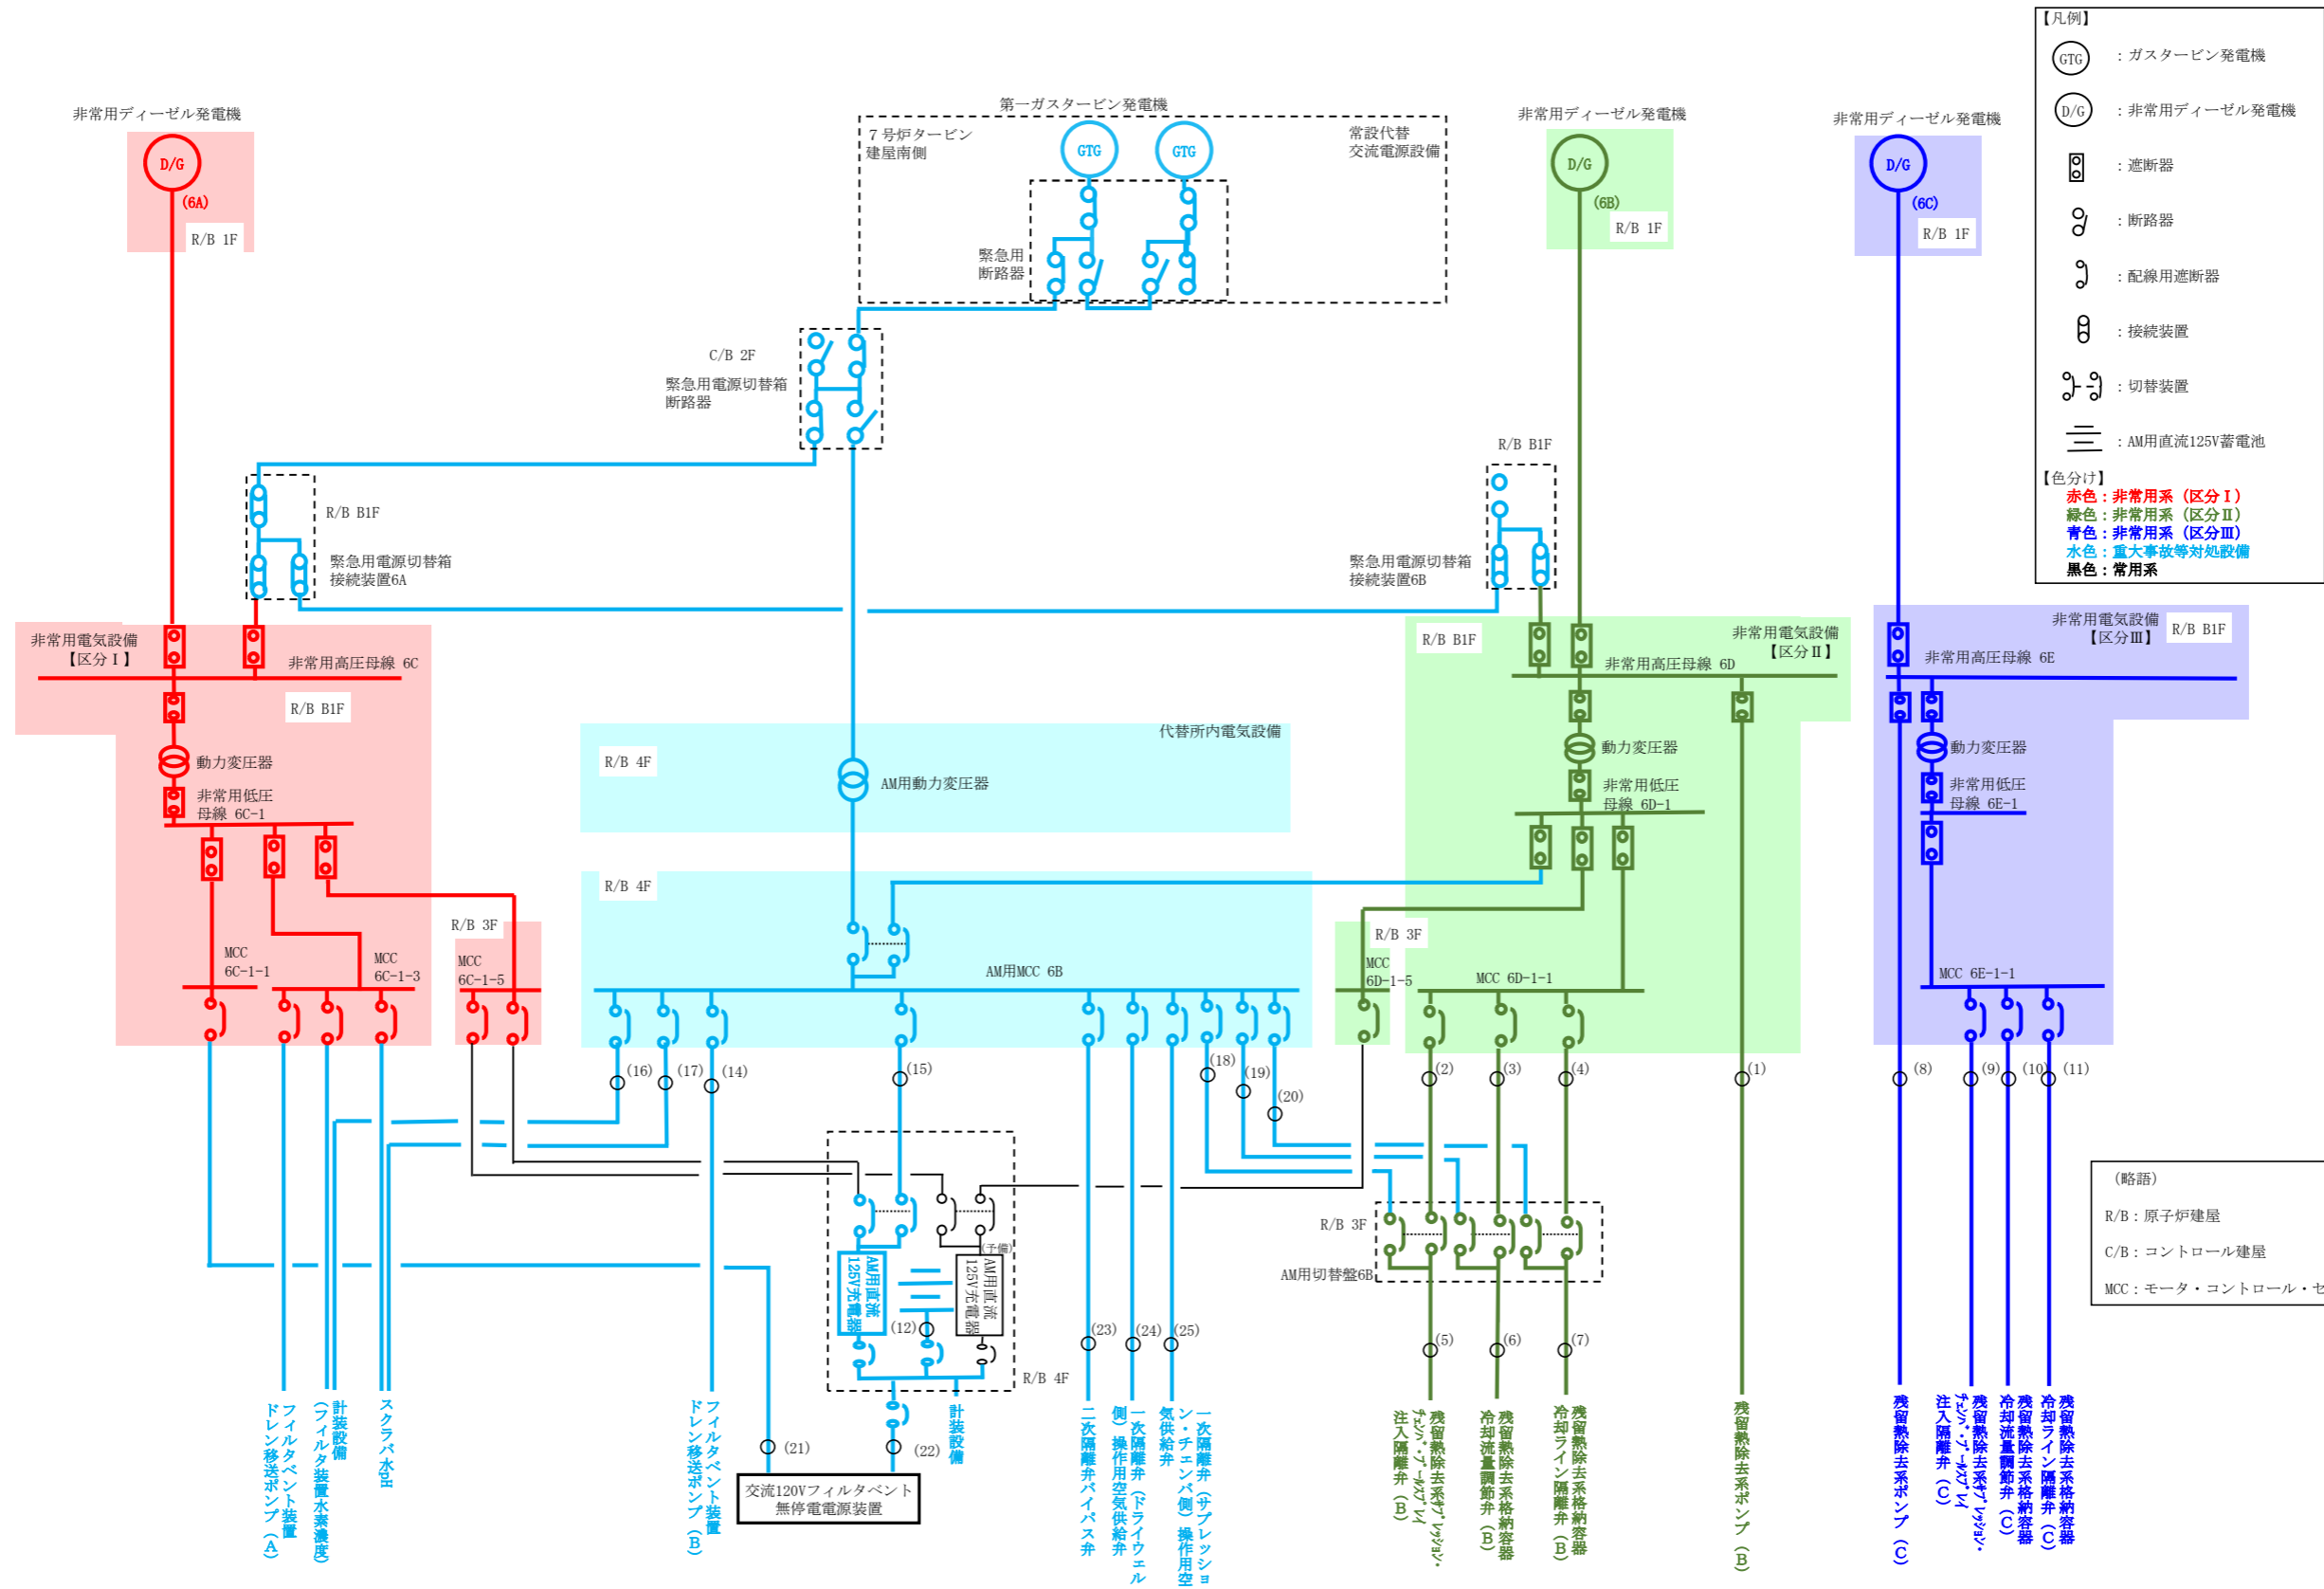 【凡例】
GTG
：ガスタービン発電機
D/G
：非常用ディーゼル発電機
：遮断器
：断路器
：配線用遮断器
：接続装置
：切替装置
：AM用直流125V蓄電池
【色分け】
赤色：非常用系（区分Ⅰ）
緑色：非常用系（区分Ⅱ）
青色：非常用系（区分Ⅲ）
水色：重大事故等対処設備
黒色：常用系
非常用ディーゼル発電機
D/G
(6A)
R/B 1F
第一ガスタービン発電機
７号炉タービン
建屋南側
GTG
GTG
常設代替
交流電源設備
緊急用
断路器
非常用ディーゼル発電機
D/G
(6B)
R/B 1F
非常用ディーゼル発電機
D/G
(6C)
R/B 1F
C/B 2F
緊急用電源切替箱
断路器
R/B B1F
緊急用電源切替箱
接続装置6A
R/B B1F
緊急用電源切替箱
接続装置6B
非常用電気設備
【区分Ⅰ】
非常用高圧母線 6C
R/B B1F
動力変圧器
非常用低圧
母線 6C-1
MCC
6C-1-1
MCC
6C-1-3
R/B 3F
MCC
6C-1-5
代替所内電気設備
R/B 4F
AM用動力変圧器
R/B 4F
AM用MCC 6B
R/B B1F
非常用電気設備
【区分Ⅱ】
非常用高圧母線 6D
動力変圧器
非常用低圧
母線 6D-1
R/B 3F
MCC
6D-1-5
MCC 6D-1-1
非常用電気設備
【区分Ⅲ】
R/B B1F
非常用高圧母線 6E
動力変圧器
非常用低圧
母線 6E-1
MCC 6E-1-1
(16)
(17)
(14)
(15)
(18)
(19)
(20)
(2)
(3)
(4)
(1)
(8)
(9)
(10)
(11)
（略語）
R/B：原子炉建屋
C/B：コントロール建屋
MCC：モータ・コントロール・セ
R/B 3F
AM用切替盤6B
(予備)
AM用直流
125V充電器
AM用直流
125V充電器
(12)
R/B 4F
(23)
(24)
(25)
(5)
(6)
(7)
(21)
(22)
交流120Vフィルタベント
無停電電源装置
フィルタベント装置
ドレン移送ポンプ（Ａ）
計装設備
（フィルタ装置水素濃度）
スクラバ水pH
フィルタベント装置
ドレン移送ポンプ（Ｂ）
計装設備
二次隔離弁バイパス弁
一次隔離弁（ドライウェル
側）操作用空気供給弁
一次隔離弁（サプレッショ
ン・チェンバ側）操作用空
気供給弁
残留熱除去系ｻﾌﾟﾚｯｼｮﾝ・
ﾁｪﾝﾊﾞ・ﾌﾟｰﾙｽﾌﾟﾚｲ
注入隔離弁（Ｂ）
残留熱除去系格納容器
冷却流量調節弁（Ｂ）
残留熱除去系格納容器
冷却ライン隔離弁（Ｂ）
残留熱除去系ポンプ（Ｂ）
残留熱除去系ポンプ（Ｃ）
残留熱除去系ｻﾌﾟﾚｯｼｮﾝ・
ﾁｪﾝﾊﾞ・ﾌﾟｰﾙｽﾌﾟﾚｲ
注入隔離弁（Ｃ）
残留熱除去系格納容器
冷却流量調節弁（Ｃ）
残留熱除去系格納容器
冷却ライン隔離弁（Ｃ）